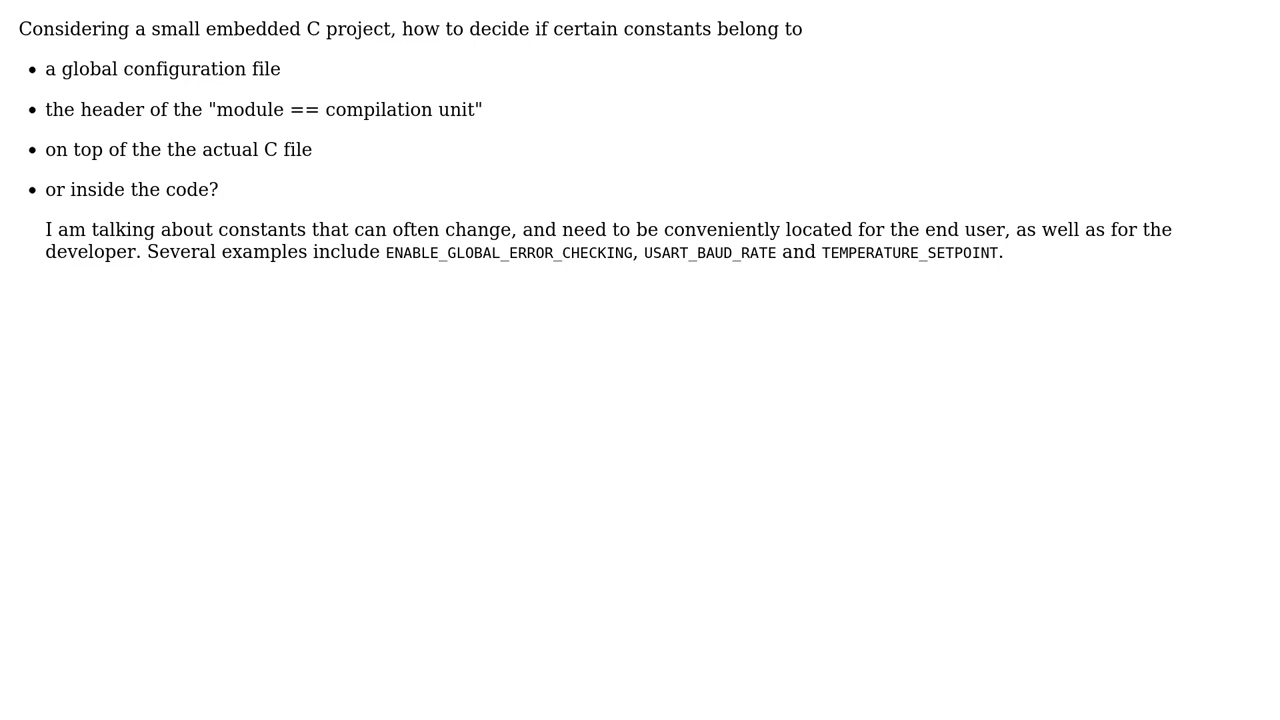 Considering a small embedded C project, how to decide if certain constants belong to
• a global configuration file
• the header of the "module == compilation unit"
• on top of the the actual C file
• or inside the code?
I am talking about constants that can often change, and need to be conveniently located for the end user, as well as for the
developer. Several examples include ENABLE_GLOBAL_ERROR_CHECKING, USART_BAUD_RATE and TEMPERATURE_SETPOINT.